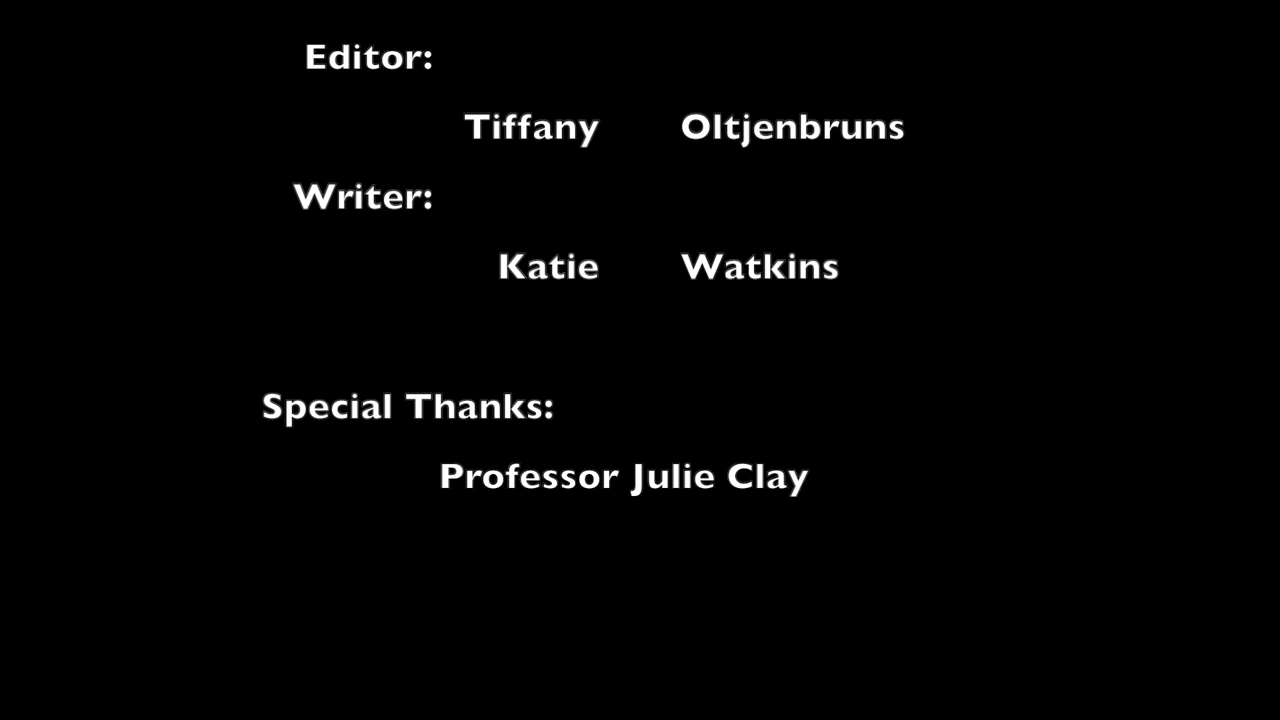 Editor:
Tiffany Oltjenbruns
Writer:
Katie Watkins
Special Thanks:
Professor Julie Clay